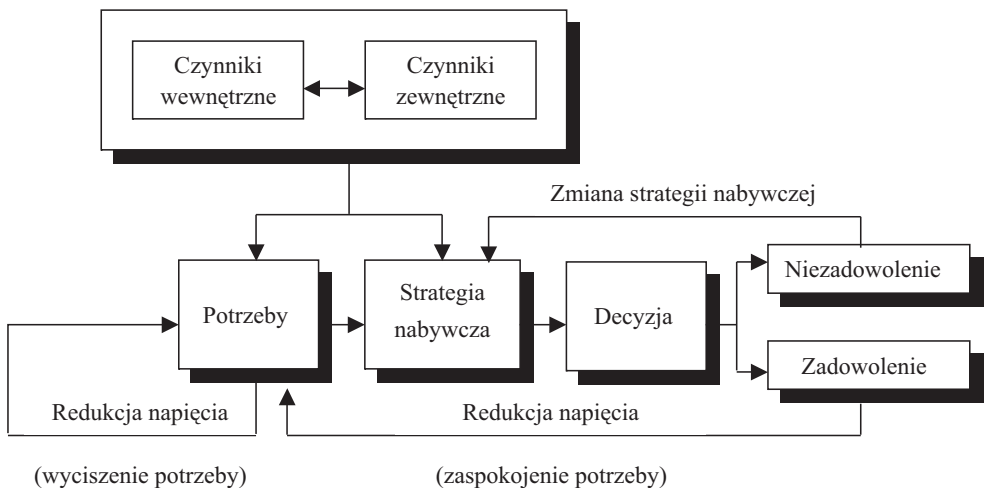 Czynniki
wewnętrzne
Czynniki
zewnętrzne
Zmiana strategii nabywczej
Potrzeby
Strategia
nabywcza
Decyzja
Niezadowolenie
Zadowolenie
Redukcja napięcia
Redukcja napięcia
(wyciszenie potrzeby)
(zaspokojenie potrzeby)